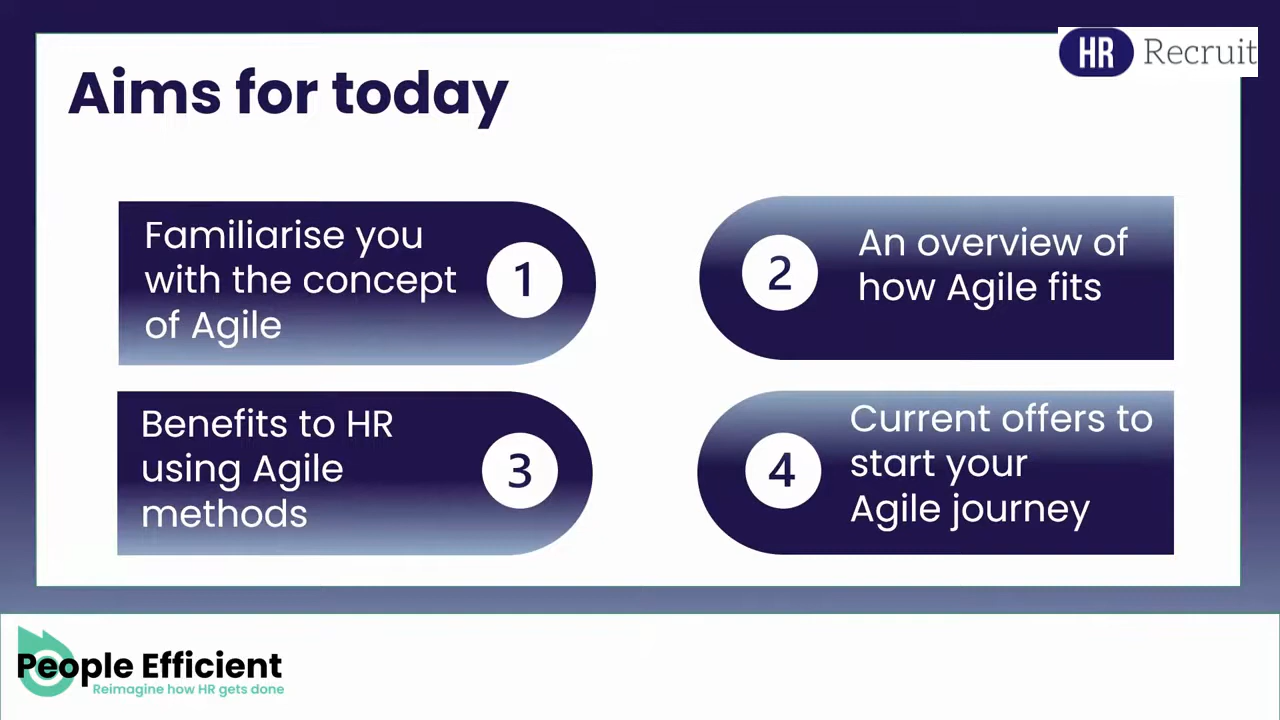 HR Recruit
Aims for today
Familiarise you
with the concept
of Agile
1
2
An overview of
how Agile fits
Benefits to HR
using Agile
methods
3
4
Current offers to
start your
Agile journey
People Efficient
Reimagine how HR gets done